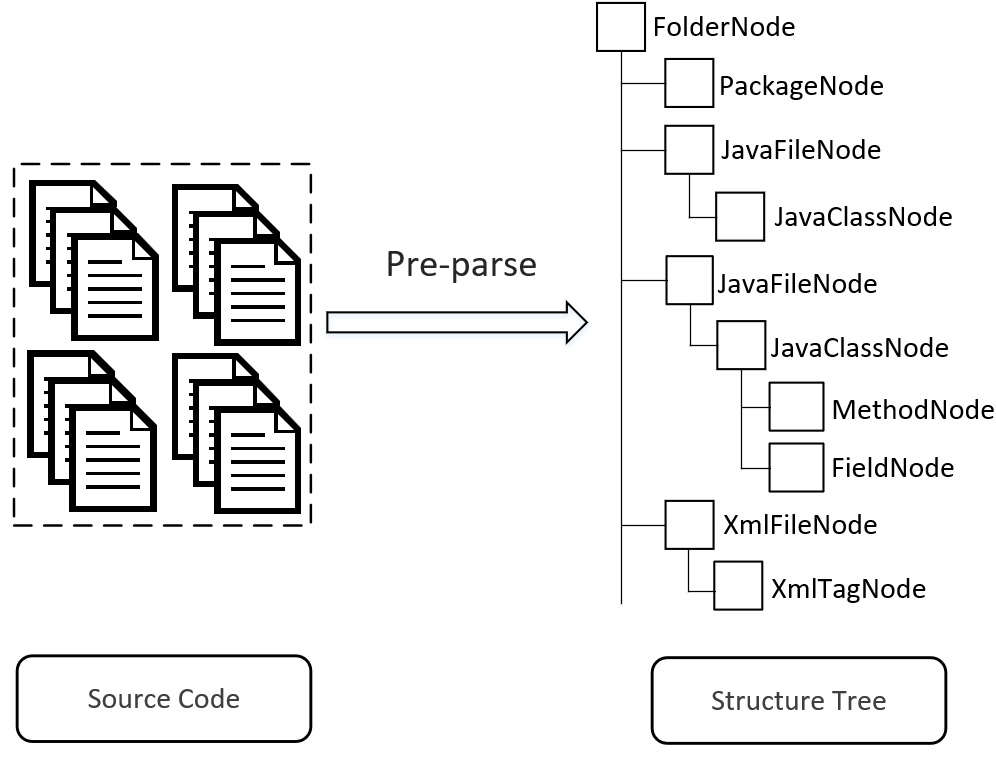 FolderNode
PackageNode
JavaFileNode
JavaClassNode
Pre-parse
JavaFileNode
JavaClassNode
MethodNode
FieldNode
XmlFileNode
XmlTagNode
Source Code
Structure Tree